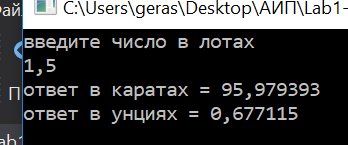 C:\Users\geras\Desktop\АИП\Lab1-
введите число в лотах
1,5
ответ в каратах = 95,979393
ответ в унциях = 0,677115